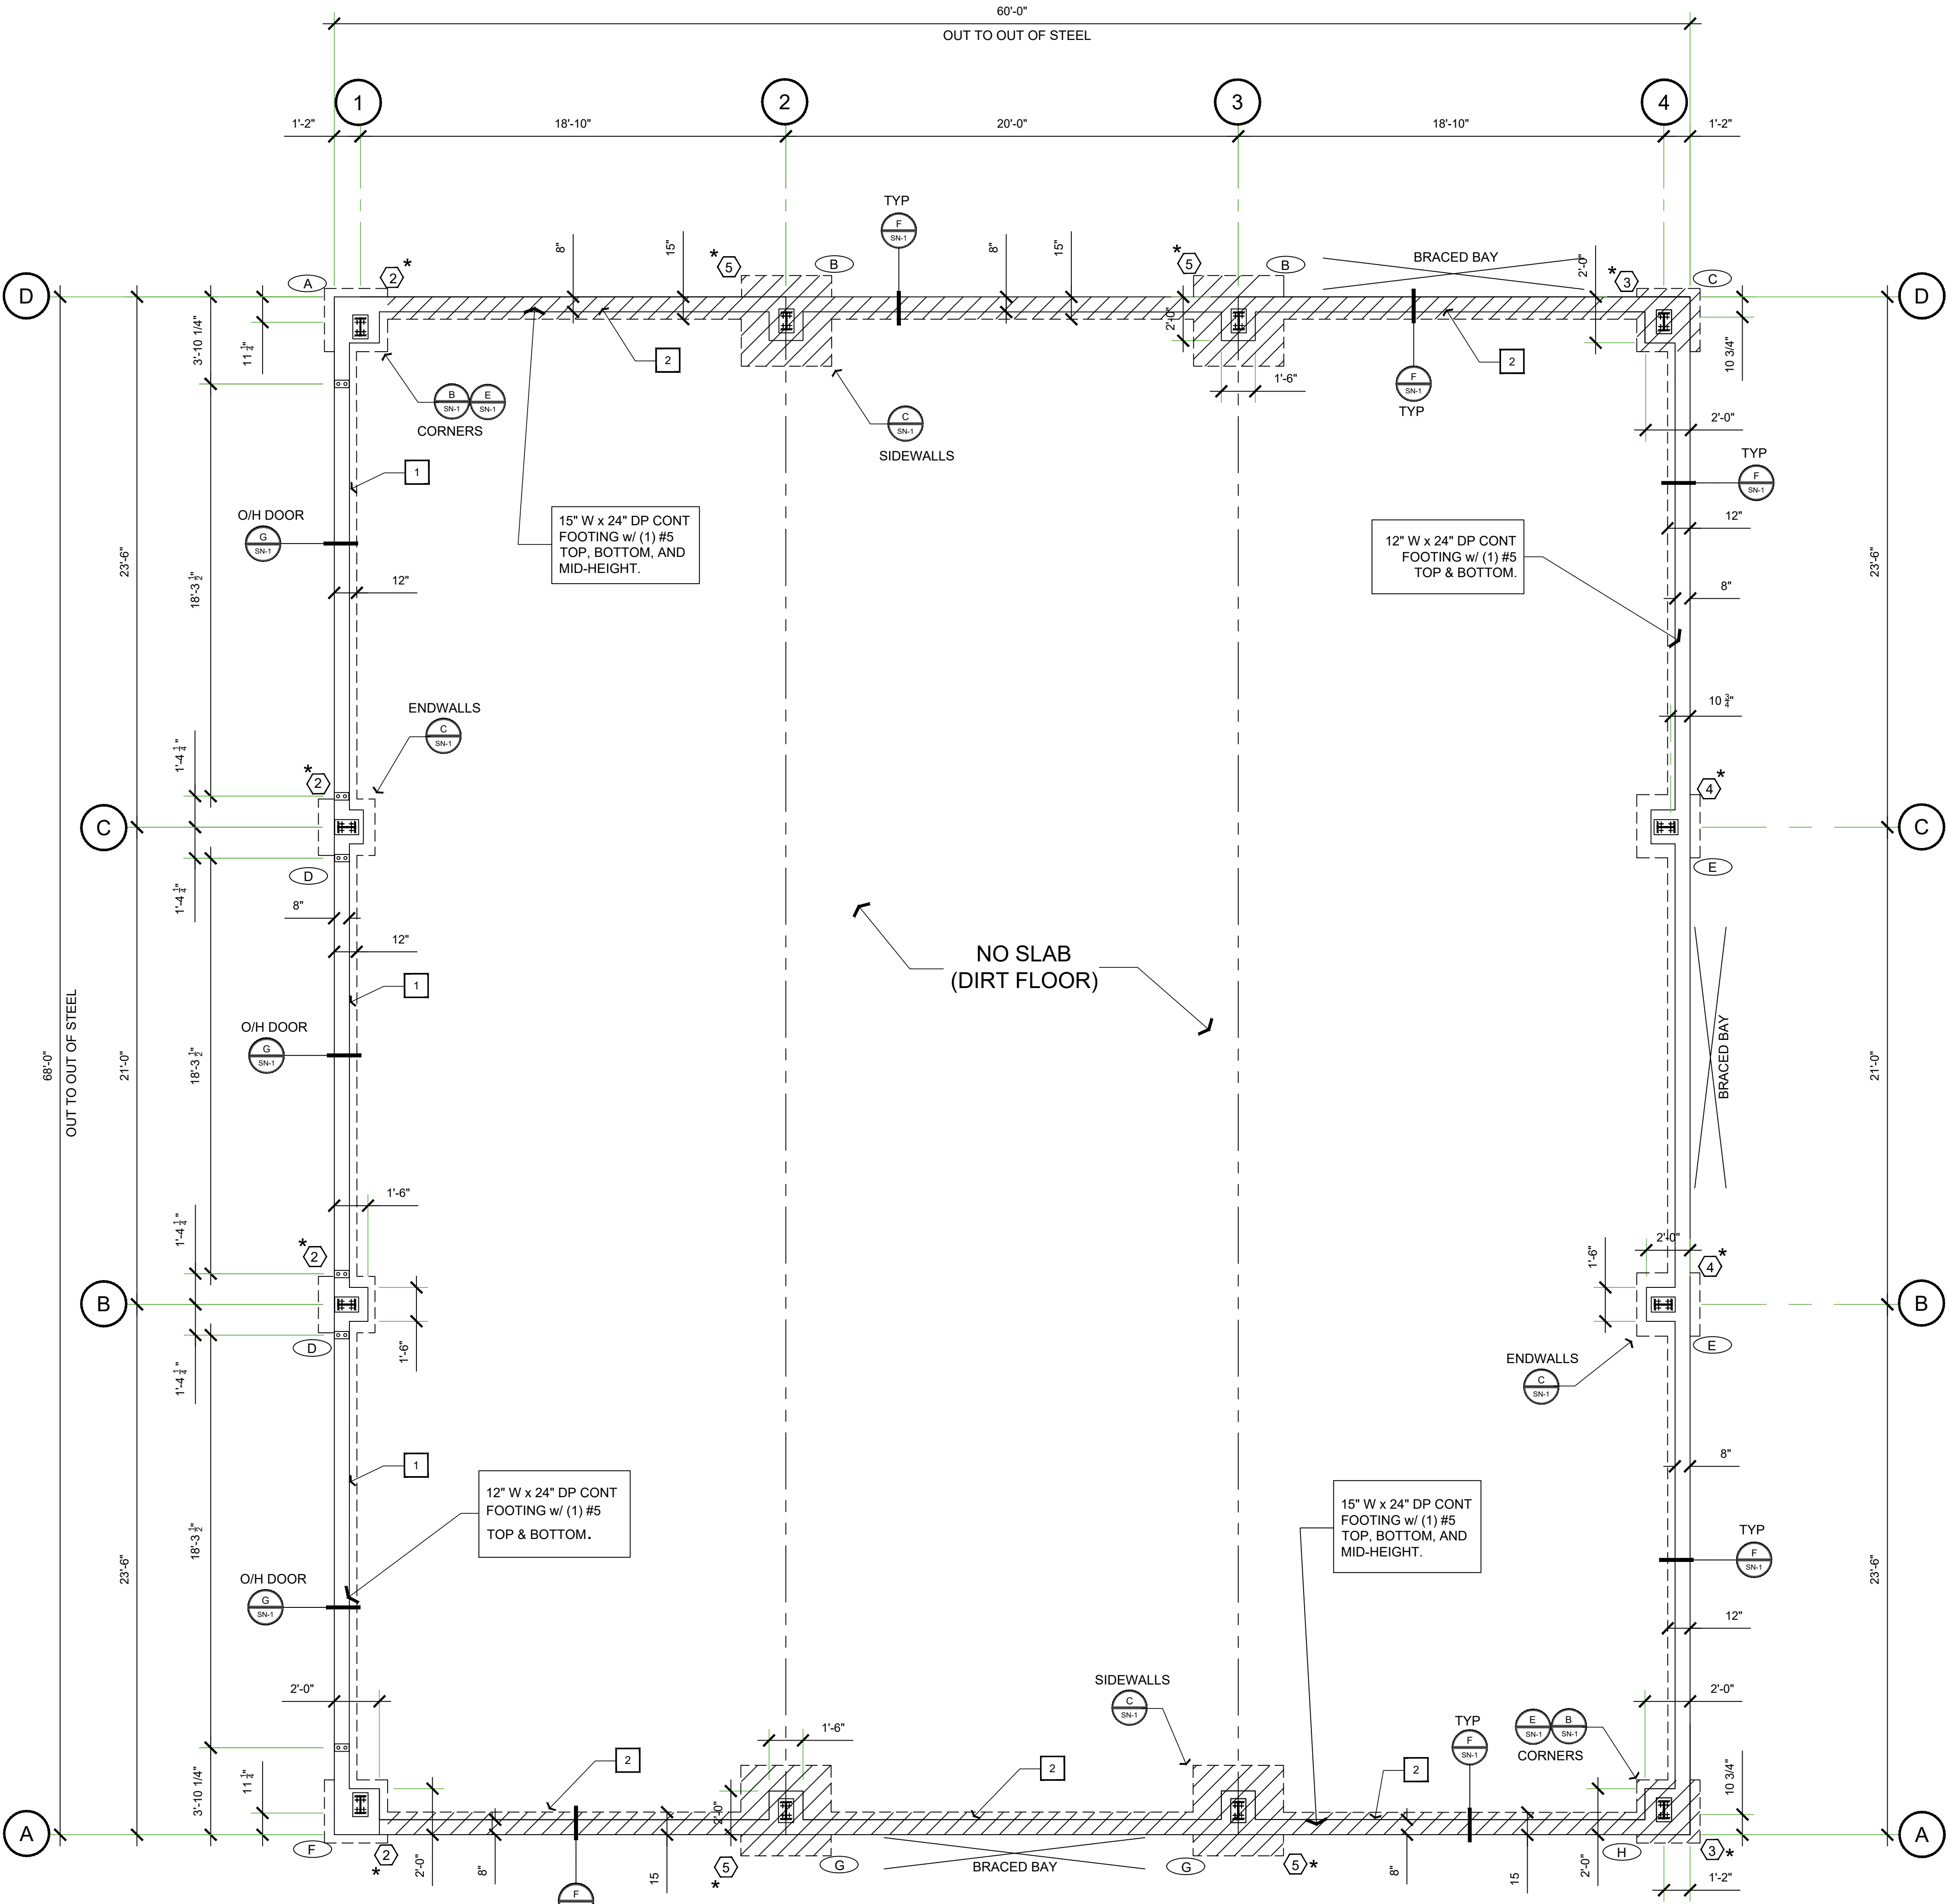 60'-0"
OUT TO OUT OF STEEL
1
2
3
4
1'-2"
18'-10"
20'-0"
18'-10"
1'-2"
TYP
F
SN-1
8"
15"
*
5
B
8"
15"
*
5
B
BRACED BAY
2'-0"
*
3
C
A
2
*
D
D
3'-10 1/4"
11 1/4"
2'-0"
10 3/4"
2
2
1'-6"
F
SN-1
TYP
B
SN-1
E
SN-1
CORNERS
C
SN-1
SIDEWALLS
2'-0"
1
TYP
F
SN-1
O/H DOOR
G
SN-1
15" W x 24" DP CONT
FOOTING w/ (1) #5
TOP, BOTTOM, AND
MID-HEIGHT.
12" W x 24" DP CONT
FOOTING w/ (1) #5
TOP & BOTTOM.
12"
23'-6"
18'-3 1/2"
12"
8"
23'-6"
ENDWALLS
C
SN-1
10 3/4"
1'-4 1/4"
*
2
4
*
C
C
D
E
1'-4 1/4"
8"
12"
NO SLAB
(DIRT FLOOR)
1
O/H DOOR
G
SN-1
68'-0"
OUT TO OUT OF STEEL
21'-0"
18'-3 1/2"
BRACED BAY
21'-0"
1'-6"
1'-4 1/4"
*
2
1'-6"
2'-0"
4
*
B
B
D
1'-6"
E
1'-4 1/4"
ENDWALLS
C
SN-1
1
8"
12" W x 24" DP CONT
FOOTING w/ (1) #5
TOP & BOTTOM.
15" W x 24" DP CONT
FOOTING w/ (1) #5
TOP, BOTTOM, AND
MID-HEIGHT.
23'-6"
18'-3 1/2"
TYP
F
SN-1
23'-6"
O/H DOOR
G
SN-1
12"
2'-0"
SIDEWALLS
C
SN-1
2'-0"
1'-6"
TYP
F
SN-1
E
SN-1
B
SN-1
CORNERS
2
2
2
3'-10 1/4"
11 1/4"
2'-0"
10 3/4"
A
A
F
2
*
2'-0"
8"
15
5
*
G
BRACED BAY
G
5
*
8"
15
2'-0"
H
3
*
1'-2"
F